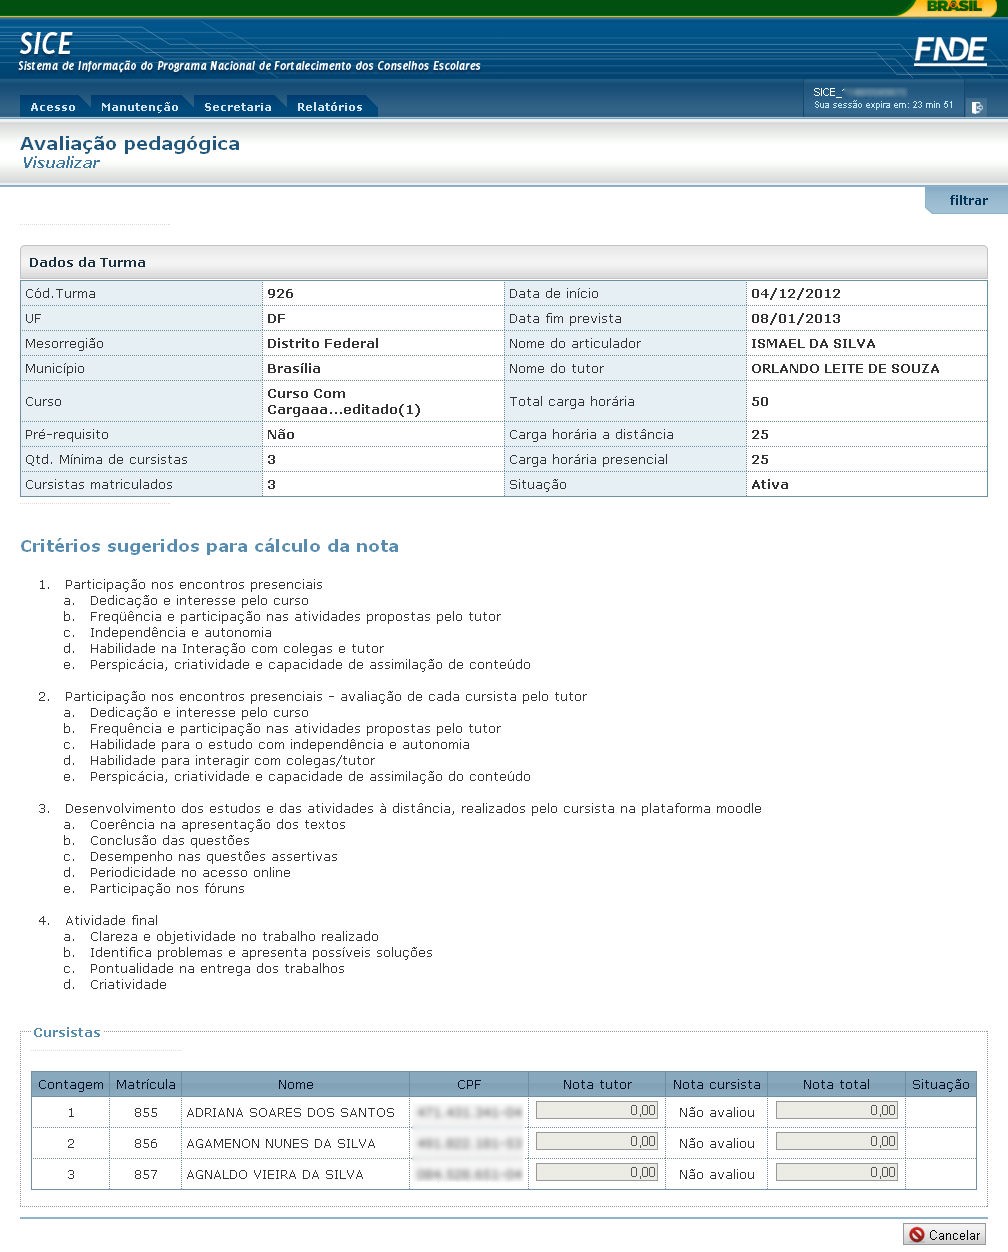 BRASIL
SICE
Sistema de Informação do Programa Nacional de Fortalecimento dos Conselhos Escolares
FNDE
Acesso Manutenção Secretaria Relatórios
SICE_
Sua sessão expira em: 23 min 51
Avaliação pedagógica
Visualizar
filtrar
Dados da Turma
Cód.Turma 926 Data de início 04/12/2012
UF DF Data fim prevista 08/01/2013
Mesorregião Distrito Federal Nome do articulador ISMAEL DA SILVA
Município Brasília Nome do tutor ORLANDO LEITE DE SOUZA
Curso Curso Com Cargaaa...editado(1) Total carga horária 50
Pré-requisito Não Carga horária a distância 25
Qtd. Mínima de cursistas 3 Carga horária presencial 25
Cursistas matriculados 3 Situação Ativa
Critérios sugeridos para cálculo da nota
1. Participação nos encontros presenciais
a. Dedicação e interesse pelo curso
b. Freqüência e participação nas atividades propostas pelo tutor
c. Independência e autonomia
d. Habilidade na Interação com colegas e tutor
e. Perspicácia, criatividade e capacidade de assimilação de conteúdo
2. Participação nos encontros presenciais - avaliação de cada cursista pelo tutor
a. Dedicação e interesse pelo curso
b. Frequência e participação nas atividades propostas pelo tutor
c. Habilidade para o estudo com independência e autonomia
d. Habilidade para interagir com colegas/tutor
e. Perspicácia, criatividade e capacidade de assimilação do conteúdo
3. Desenvolvimento dos estudos e das atividades à distância, realizados pelo cursista na plataforma moodle
a. Coerência na apresentação dos textos
b. Conclusão das questões
c. Desempenho nas questões assertivas
d. Periodicidade no acesso online
e. Participação nos fóruns
4. Atividade final
a. Clareza e objetividade no trabalho realizado
b. Identifica problemas e apresenta possíveis soluções
c. Pontualidade na entrega dos trabalhos
d. Criatividade
Cursistas
Contagem Matrícula Nome CPF Nota tutor Nota cursista Nota total Situação
1 855 ADRIANA SOARES DOS SANTOS 0,00 Não avaliou 0,00
2 856 AGAMENON NUNES DA SILVA 0,00 Não avaliou 0,00
3 857 AGNALDO VIEIRA DA SILVA 0,00 Não avaliou 0,00
Cancelar